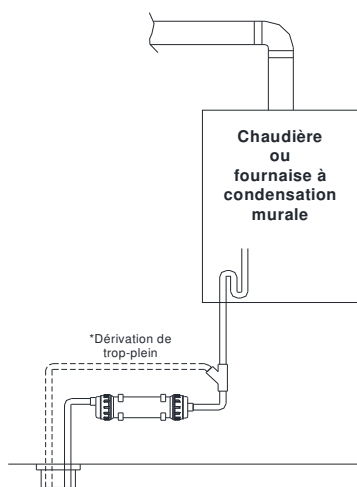 Chaudière
ou
fournaise à
condensation
murale
*Dérivation de
trop-plein